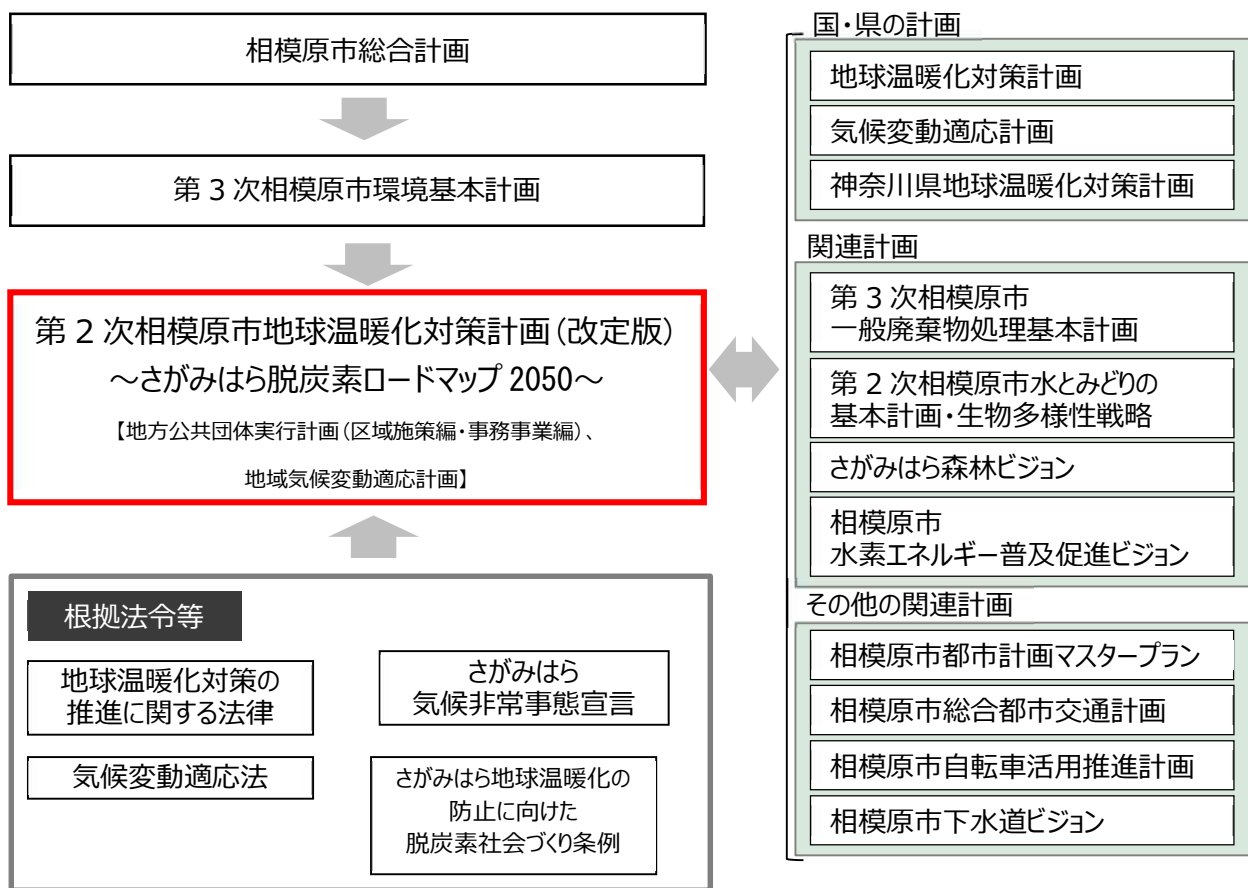 相模原市総合計画
第3次相模原市環境基本計画
第2次相模原市地球温暖化対策計画(改定版)
～さがみはら脱炭素ロードマップ2050～
【地方公共団体実行計画(区域施策編・事務事業編)、
地域気候変動適応計画】
根拠法令等
地球温暖化対策の
推進に関する法律
さがみはら
気候非常事態宣言
気候変動適応法
さがみはら地球温暖化の
防止に向けた
脱炭素社会づくり条例
国・県の計画
地球温暖化対策計画
気候変動適応計画
神奈川県地球温暖化対策計画
関連計画
第3次相模原市
一般廃棄物処理基本計画
第2次相模原市水とみどりの
基本計画・生物多様性戦略
さがみはら森林ビジョン
相模原市
水素エネルギー普及促進ビジョン
その他の関連計画
相模原市都市計画マスタープラン
相模原市総合都市交通計画
相模原市自転車活用推進計画
相模原市下水道ビジョン